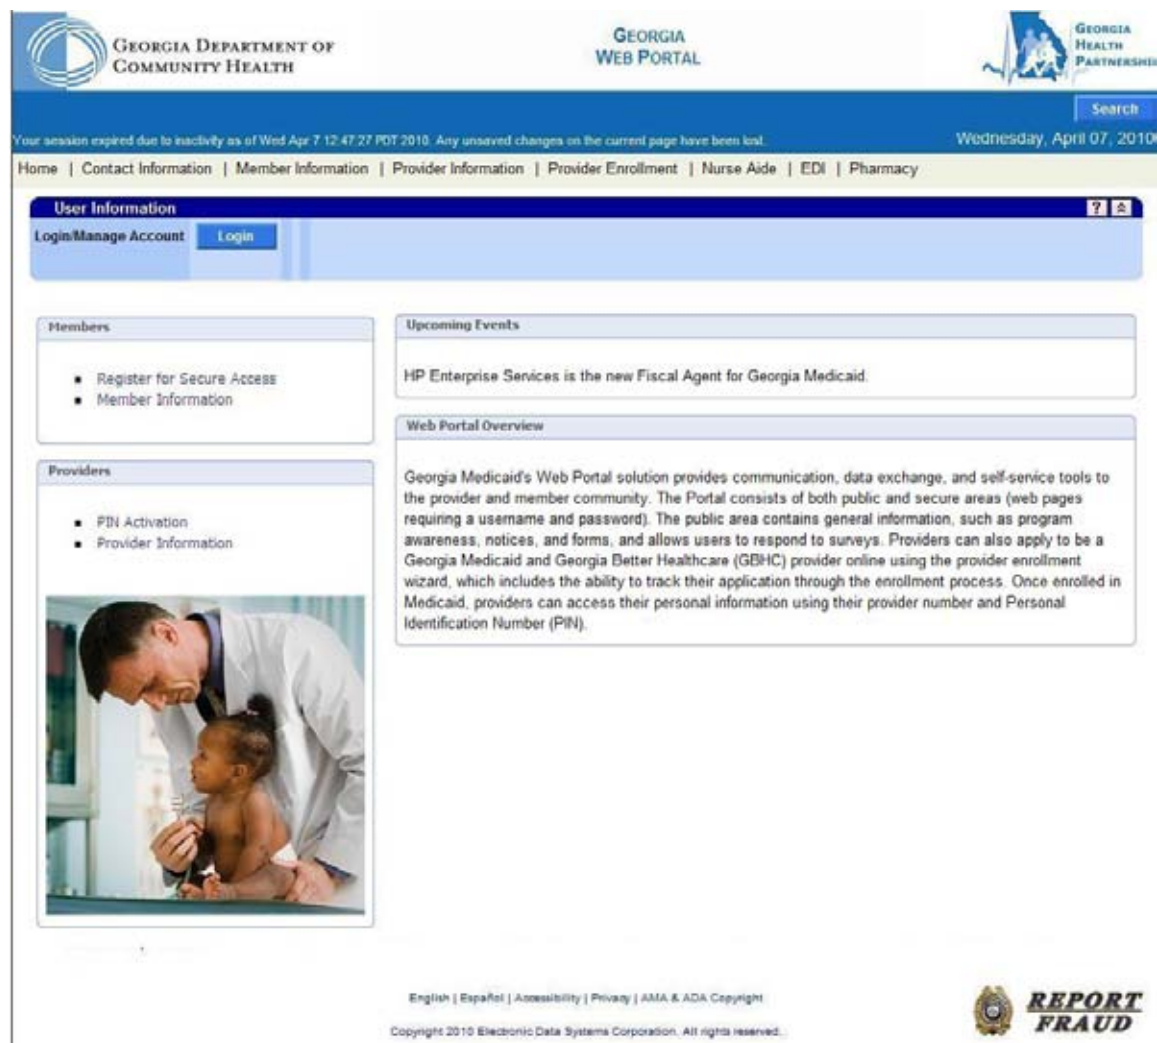 GEORGIA DEPARTMENT OF
COMMUNITY HEALTH
GEORGIA
WEB PORTAL
GEORGIA
HEALTH
PARTNERSHIP
Search
Your session expired due to inactivity as of Wed Apr 7 12:47:27 PDT 2010. Any unsaved changes on the current page have been lost.
Wednesday, April 07, 2010
Home | Contact Information | Member Information | Provider Information | Provider Enrollment | Nurse Aide | EDI | Pharmacy
User Information
?
Login/Manage Account
Login
Members
Register for Secure Access
Member Information
Providers
PIN Activation
Provider Information
Upcoming Events
HP Enterprise Services is the new Fiscal Agent for Georgia Medicaid.
Web Portal Overview
Georgia Medicaid's Web Portal solution provides communication, data exchange, and self-service tools to
the provider and member community. The Portal consists of both public and secure areas (web pages
requiring a username and password). The public area contains general information, such as program
awareness, notices, and forms, and allows users to respond to surveys. Providers can also apply to be a
Georgia Medicaid and Georgia Better Healthcare (GBHC) provider online using the provider enrollment
wizard, which includes the ability to track their application through the enrollment process. Once enrolled in
Medicaid, providers can access their personal information using their provider number and Personal
Identification Number (PIN).
English | Español | Accessibility | Privacy | AMA & ADA Copyright
Copyright 2010 Electronic Data Systems Corporation. All rights reserved.
REPORT
FRAUD